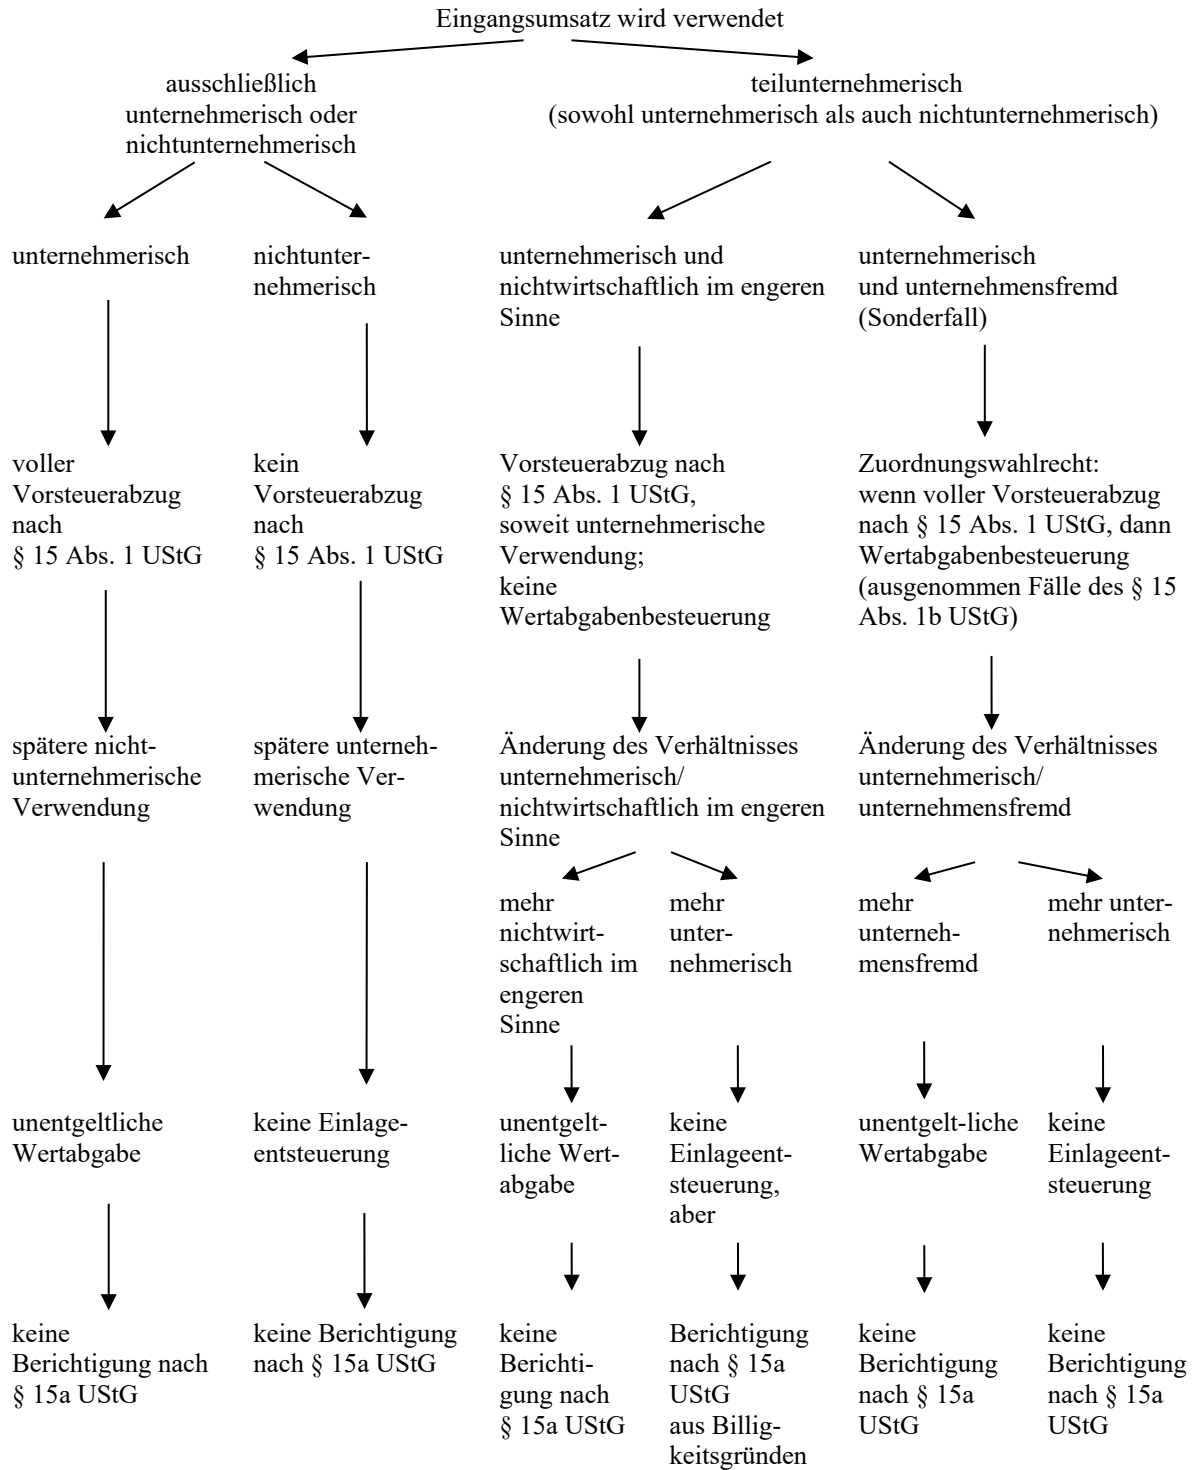 Eingangsumsatz wird verwendet
ausschließlich
unternehmerisch oder
nichtunternehmerisch
teilunternehmerisch
(sowohl unternehmerisch als auch nichtunternehmerisch)
unternehmerisch
nichtunter-
nehmerisch
unternehmerisch und
nichtwirtschaftlich im engeren
Sinne
unternehmerisch
und unternehmensfremd
(Sonderfall)
voller
Vorsteuerabzug
nach
§ 15 Abs. 1 UStG
kein
Vorsteuerabzug
nach
§ 15 Abs. 1 UStG
Vorsteuerabzug nach
§ 15 Abs. 1 UStG,
soweit unternehmerische
Verwendung;
keine
Wertabgabenbesteuerung
Zuordnungswahlrecht:
wenn voller Vorsteuerabzug
nach § 15 Abs. 1 UStG, dann
Wertabgabenbesteuerung
(ausgenommen Fälle des § 15
Abs. 1b UStG)
spätere nicht-
unternehmerische
Verwendung
spätere unterneh-
merische Ver-
wendung
Änderung des Verhältnisses
unternehmerisch/
nichtwirtschaftlich im engeren
Sinne
Änderung des Verhältnisses
unternehmerisch/
unternehmensfremd
mehr
nichtwirt-
schaftlich im
engeren
Sinne
mehr
unter-
nehmerisch
mehr
unterneh-
mensfremd
mehr unter-
nehmerisch
unentgeltliche
Wertabgabe
keine Einlage-
entsteuerung
unentgelt-
liche Wert-
abgabe
keine
Einlageent-
steuerung,
aber
unentgelt-liche
Wertabgabe
keine
Einlageent-
steuerung
keine
Berichtigung nach
§ 15a UStG
keine Berichtigung
nach § 15a UStG
keine
Berichti-
gung nach
§ 15a UStG
Berichtigung
nach § 15a
UStG
aus Billig-
keitsgründen
keine
Berichtigung
nach § 15a
UStG
keine
Berichtigung
nach § 15a
UStG